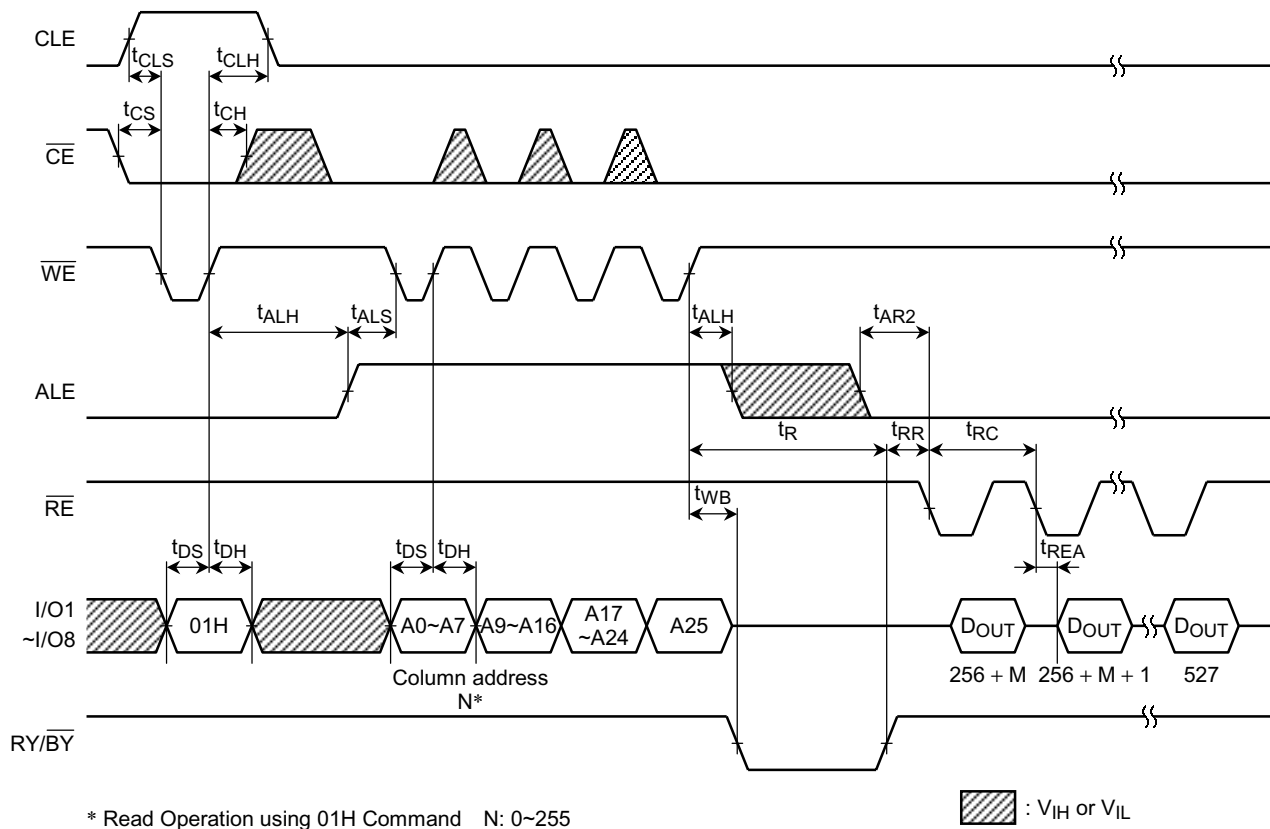 CLE
tCLS
tCLH
tCS
tCH
CE
WE
tALH
tALS
tALH
tAR2
ALE
tR
tRR
tRC
RE
tWB
tDS
tDH
tDS
tDH
tREA
I/O1
~I/O8
01H
A0~A7
A9~A16
A17
~A24
A25
DOUT
DOUT
DOUT
Column address
N*
256 + M
256 + M + 1
527
RY/BY
* Read Operation using 01H Command N: 0~255
: VIH or VIL